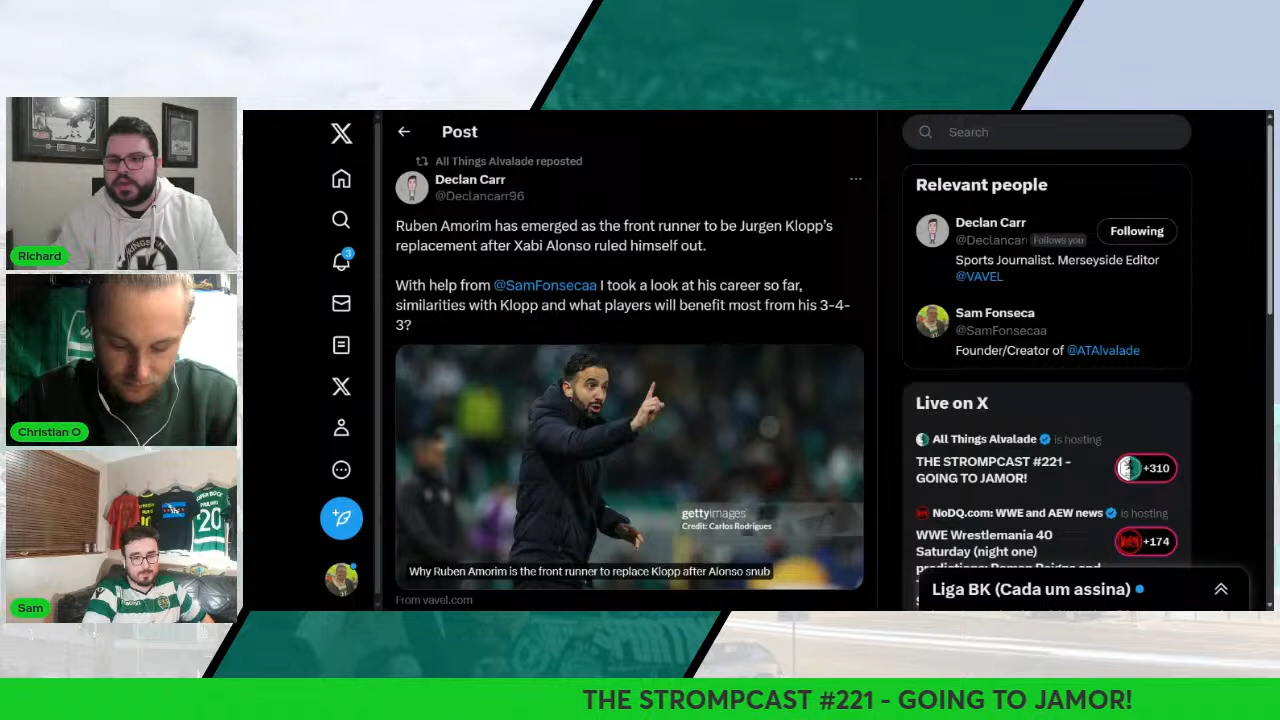 Post
Search
All Things Alvalade reposted
Declan Carr
@Declancarr96
Ruben Amorim has emerged as the front runner to be Jurgen Klopp's
replacement after Xabi Alonso ruled himself out.
With help from @SamFonsecaa I took a look at his career so far,
similarities with Klopp and what players will benefit most from his 3-4-
3?
gettyimages
Credit: Carlos Rodrigues
Why Ruben Amorim is the front runner to replace Klopp after Alonso snub
From vavel.com
3
Relevant people
Declan Carr
@Declancarr
Follows you
Following
Sports Journalist. Merseyside Editor
@VAVEL
Sam Fonseca
@SamFonsecaa
Founder/Creator of @ATAlvalade
Live on X
All Things Alvalade is hosting
THE STROMPCAST #221 -
GOING TO JAMOR!
+310
NoDQ.com: WWE and AEW news is hosting
WWE Wrestlemania 40
Saturday (night one)
predictions: Roman Reigns and
+174
Liga BK (Cada um assina)
Richard
Christian O
Sam
20
THE STROMPCAST #221 - GOING TO JAMOR!